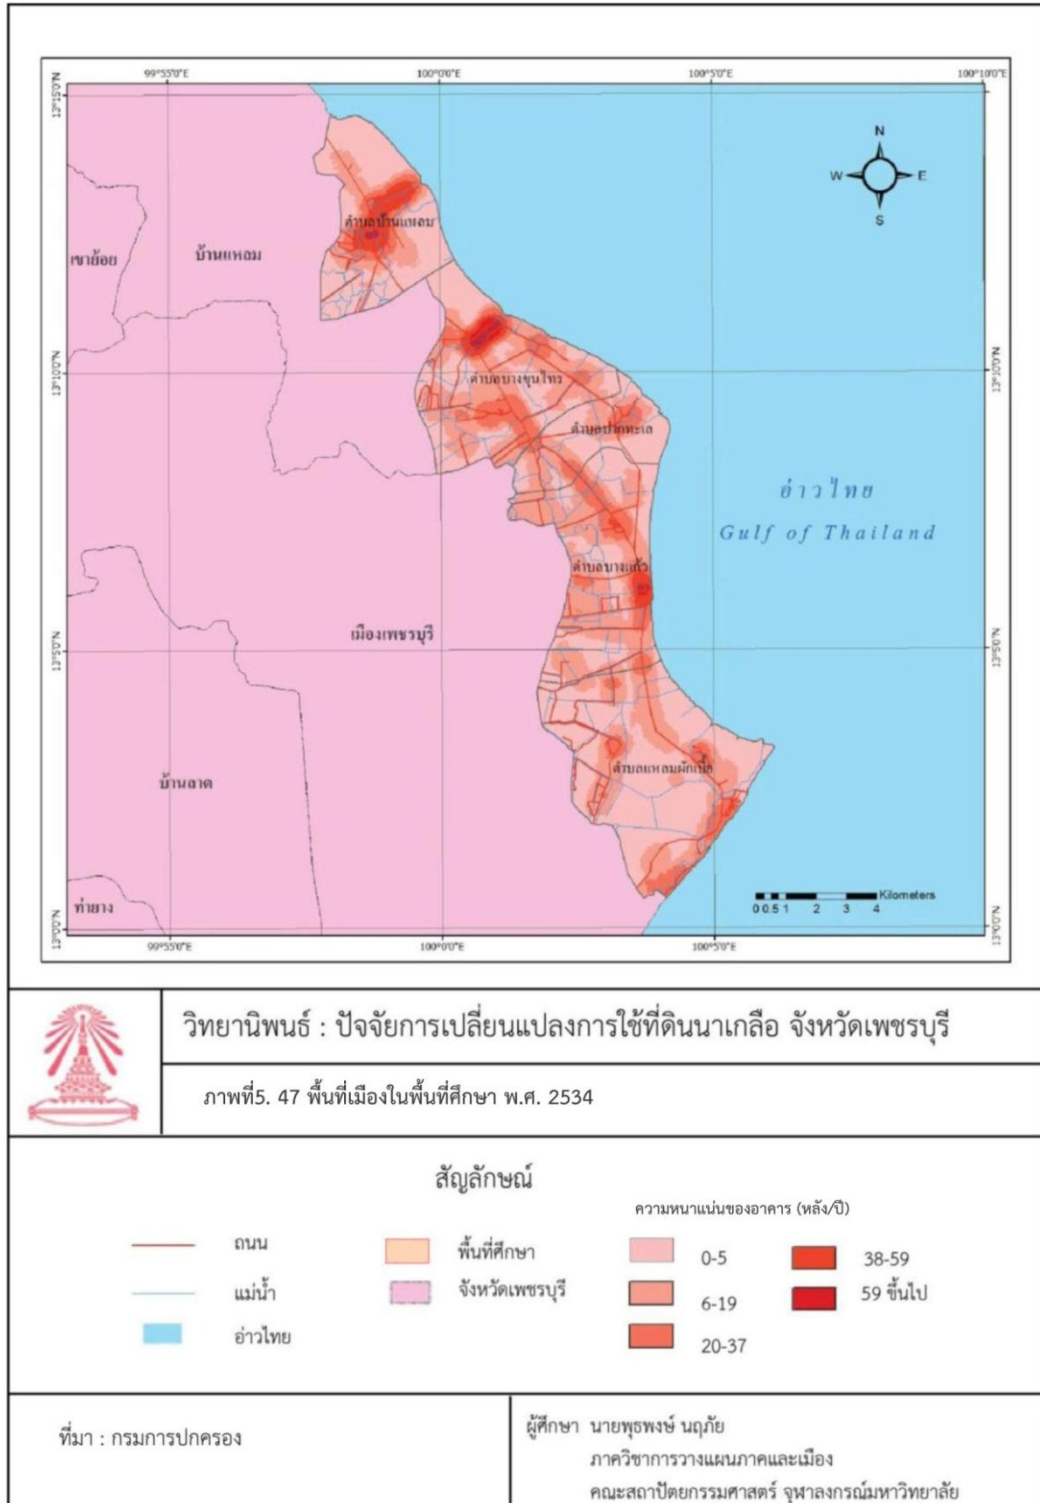 99°55'0"E 100°0'0"E 100°5'0"E 100°10'0"E
13°15'0"N
N
W E
S
ตำบลบ้านแหลม
เขาย้อย
บ้านแหลม
13°10'0"N 13°10'0"N
ตำบลบางขุนไทร
ตำบลปากทะเล
อ่าวไทย
Gulf of Thailand
ตำบลบางแก้ว
เมืองเพชรบุรี
13°5'0"N 13°5'0"N
ตำบลแหลมผักเบี้ย
บ้านลาด
Kilometers
0 0.5 1 2 3 4
ท่ายาง
13°0'0"N 13°0'0"N
99°55'0"E 100°0'0"E 100°5'0"E
วิทยานิพนธ์ : ปัจจัยการเปลี่ยนแปลงการใช้ที่ดินนาเกลือ จังหวัดเพชรบุรี
ภาพที่5. 47 พื้นที่เมืองในพื้นที่ศึกษา พ.ศ. 2534
สัญลักษณ์
ความหนาแน่นของอาคาร (หลัง/ปี)
ถนน พื้นที่ศึกษา 0-5 38-59
แม่น้ำ จังหวัดเพชรบุรี 6-19 59 ขึ้นไป
อ่าวไทย 20-37
ที่มา : กรมการปกครอง
ผู้ศึกษา นายพุธพงษ์ นฤภัย
ภาควิชาการวางแผนภาคและเมือง
คณะสถาปัตยกรรมศาสตร์ จุฬาลงกรณ์มหาวิทยาลัย